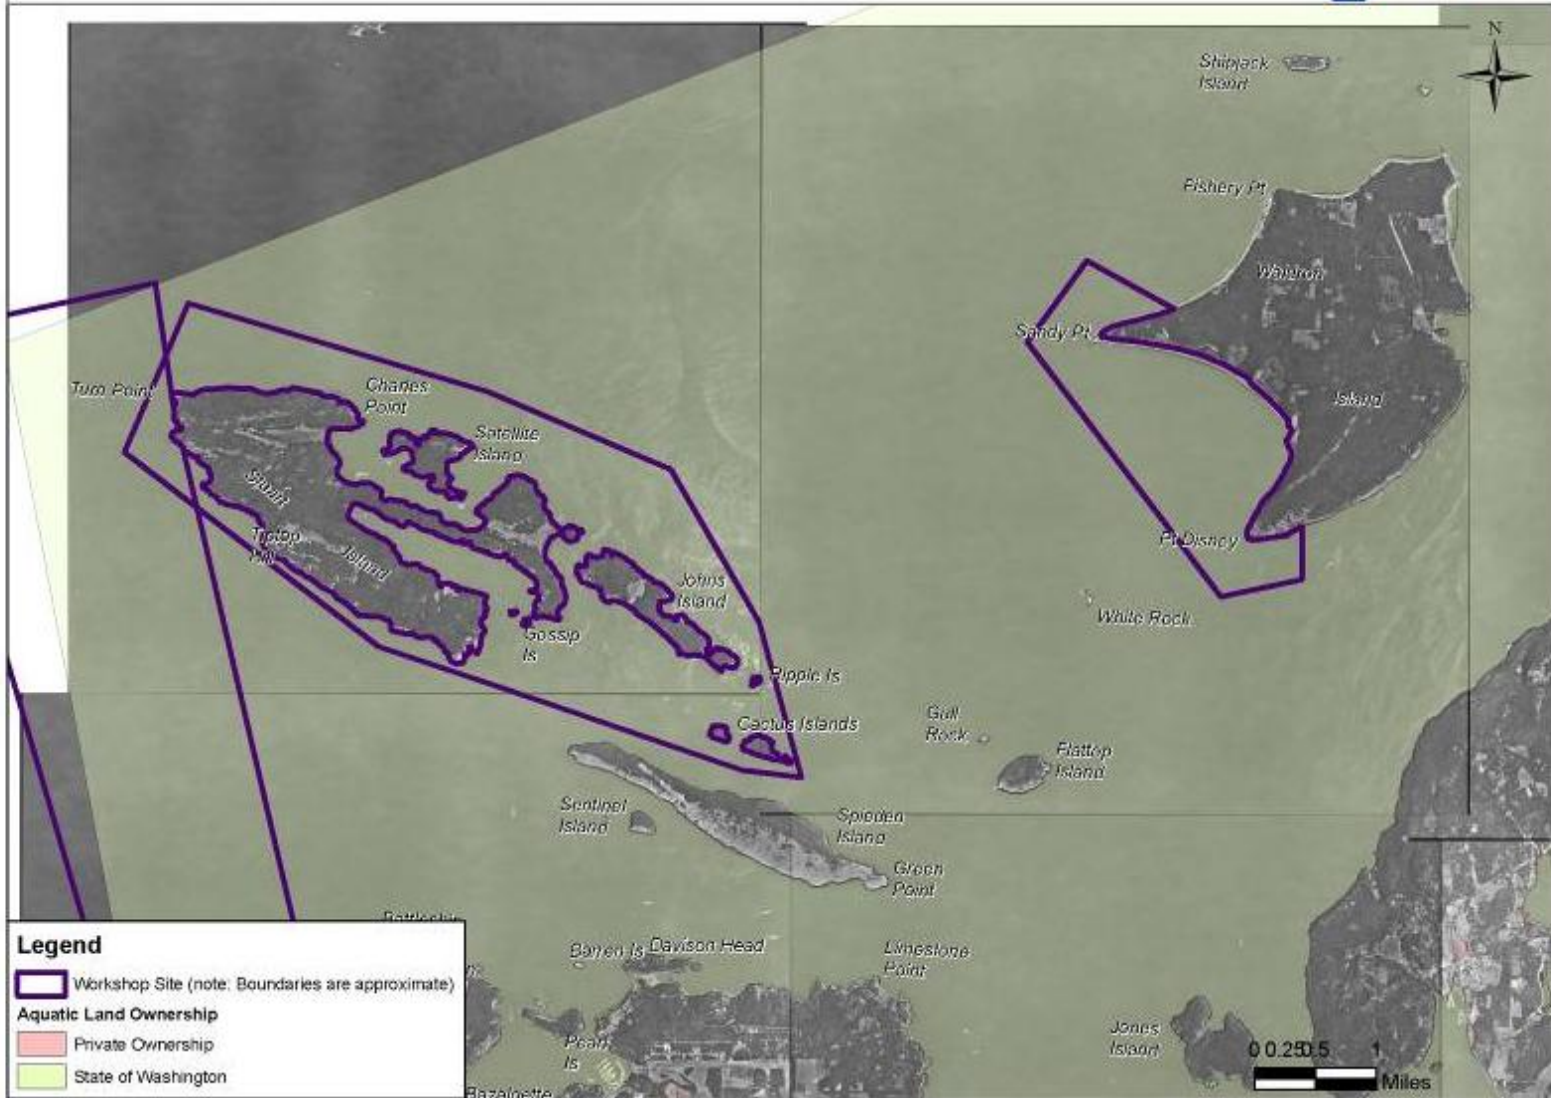 N
Shipjack
Island
Fishery Pt
Waldron
Sandy Pt
Turn Point
Charles
Point
Satellite
Island
Island
Stuart
Tiptop
Hill
Island
Pt Disney
Johns
Island
White Rock
Gossip
Is
Ripple Is
Cactus Islands
Gull
Rock
Flattop
Island
Sentinel
Island
Spieden
Island
Green
Point
Battleship
Barren Is
Davison Head
Limestone
Point
Pearl
Is
Jones
Island
0 0.25 0.5 1
Miles
Bazalgette
Legend
Workshop Site (note: Boundaries are approximate)
Aquatic Land Ownership
Private Ownership
State of Washington